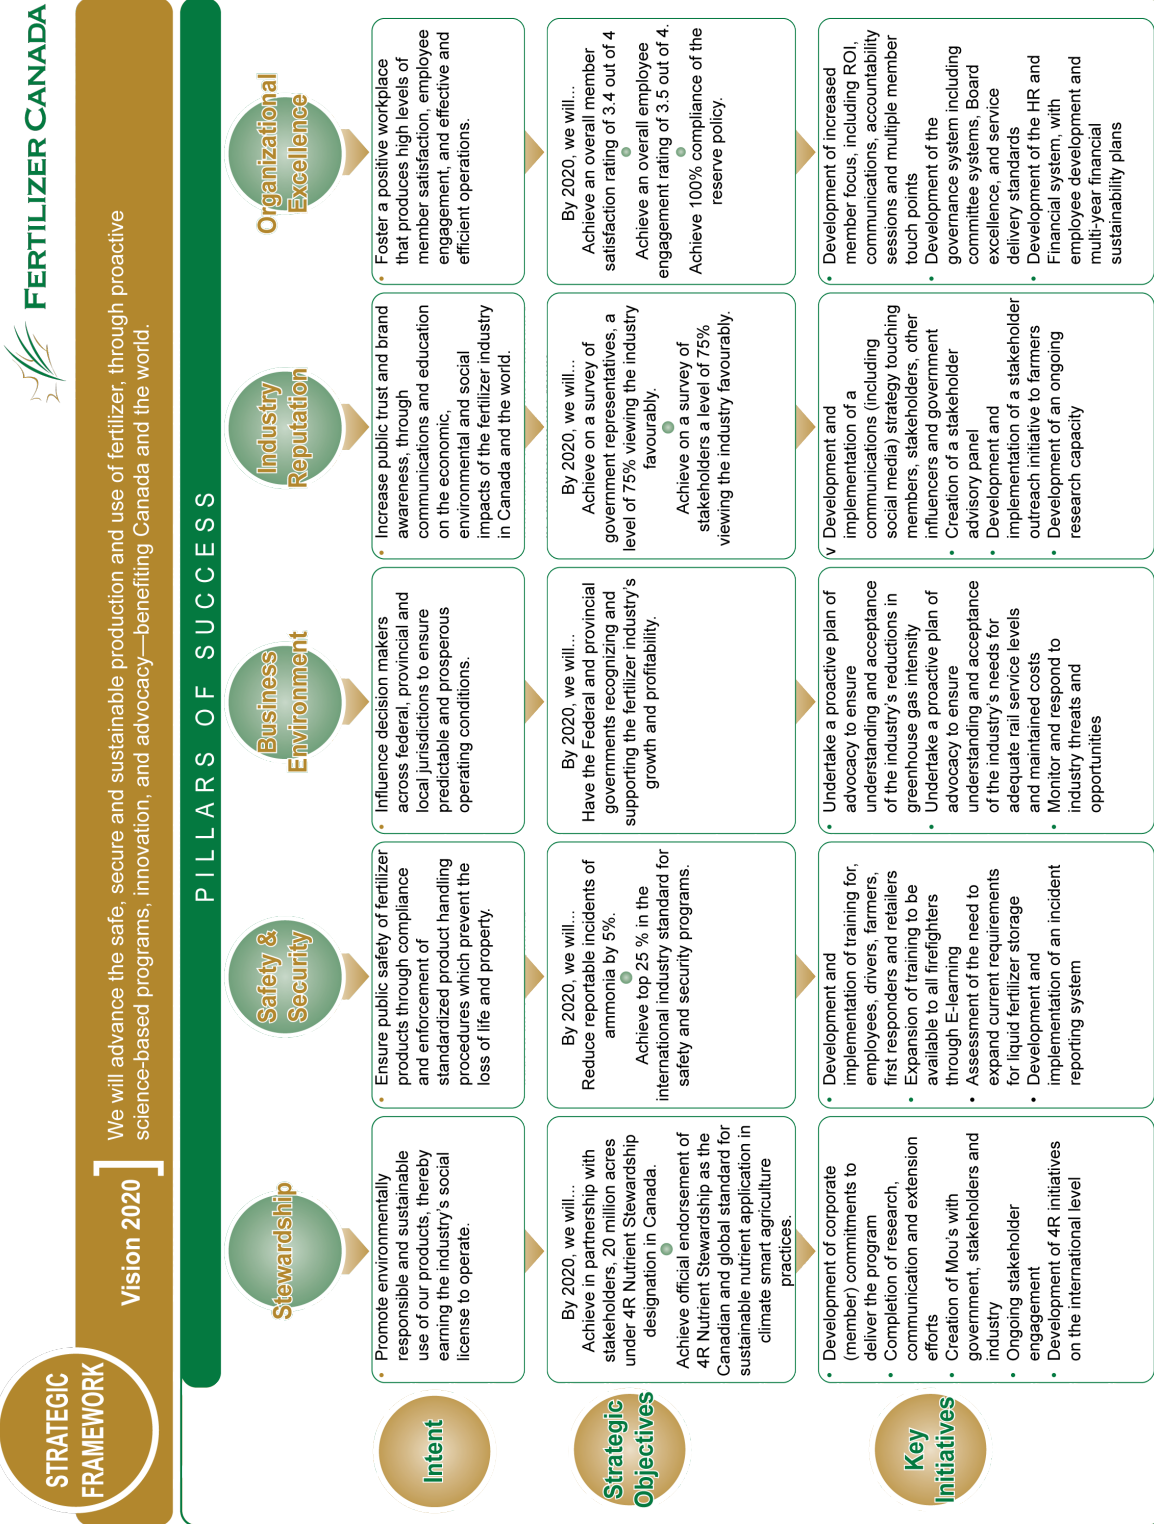 FERTILIZER CANADA
STRATEGIC
FRAMEWORK
Vision 2020
We will advance the safe, secure and sustainable production and use of fertilizer, through proactive
science-based programs, innovation, and advocacy—benefiting Canada and the world.
PILLARS OF SUCCESS
Stewardship
Safety &
Security
Business
Environment
Industry
Reputation
Organizational
Excellence
Intent
• Promote environmentally
responsible and sustainable
use of our products, thereby
earning the industry's social
license to operate.
• Ensure public safety of fertilizer
products through compliance
and enforcement of
standardized product handling
procedures which prevent the
loss of life and property.
• Influence decision makers
across federal, provincial and
local jurisdictions to ensure
predictable and prosperous
operating conditions.
• Increase public trust and brand
awareness, through
communications and education
on the economic,
environmental and social
impacts of the fertilizer industry
in Canada and the world.
• Foster a positive workplace
that produces high levels of
member satisfaction, employee
engagement, and effective and
efficient operations.
Strategic
Objectives
By 2020, we will...
Achieve in partnership with
stakeholders, 20 million acres
under 4R Nutrient Stewardship
designation in Canada.
Achieve official endorsement of
4R Nutrient Stewardship as the
Canadian and global standard for
sustainable nutrient application in
climate smart agriculture
practices.
By 2020, we will...
Reduce reportable incidents of
ammonia by 5%.
Achieve top 25 % in the
international industry standard for
safety and security programs.
By 2020, we will...
Have the Federal and provincial
governments recognizing and
supporting the fertilizer industry's
growth and profitability.
By 2020, we will...
Achieve on a survey of
government representatives, a
level of 75% viewing the industry
favourably.
Achieve on a survey of
stakeholders a level of 75%
viewing the industry favourably.
By 2020, we will...
Achieve an overall member
satisfaction rating of 3.4 out of 4
Achieve an overall employee
engagement rating of 3.5 out of 4.
Achieve 100% compliance of the
reserve policy.
Key
Initiatives
• Development of corporate
(member) commitments to
deliver the program
• Completion of research,
communication and extension
efforts
• Creation of Mou's with
government, stakeholders and
industry
• Ongoing stakeholder
engagement
• Development of 4R initiatives
on the international level
• Development and
implementation of training for,
employees, drivers, farmers,
first responders and retailers
• Expansion of training to be
available to all firefighters
through E-learning
• Assessment of the need to
expand current requirements
for liquid fertilizer storage
• Development and
implementation of an incident
reporting system
• Undertake a proactive plan of
advocacy to ensure
understanding and acceptance
of the industry's reductions in
greenhouse gas intensity
• Undertake a proactive plan of
advocacy to ensure
understanding and acceptance
of the industry's needs for
adequate rail service levels
and maintained costs
• Monitor and respond to
industry threats and
opportunities
v Development and
implementation of a
communications (including
social media) strategy touching
members, stakeholders, other
influencers and government
• Creation of a stakeholder
advisory panel
• Development and
implementation of a stakeholder
outreach initiative to farmers
• Development of an ongoing
research capacity
• Development of increased
member focus, including ROI,
communications, accountability
sessions and multiple member
touch points
• Development of the
governance system including
committee systems, Board
excellence, and service
delivery standards
• Development of the HR and
Financial system, with
employee development and
multi-year financial
sustainability plans